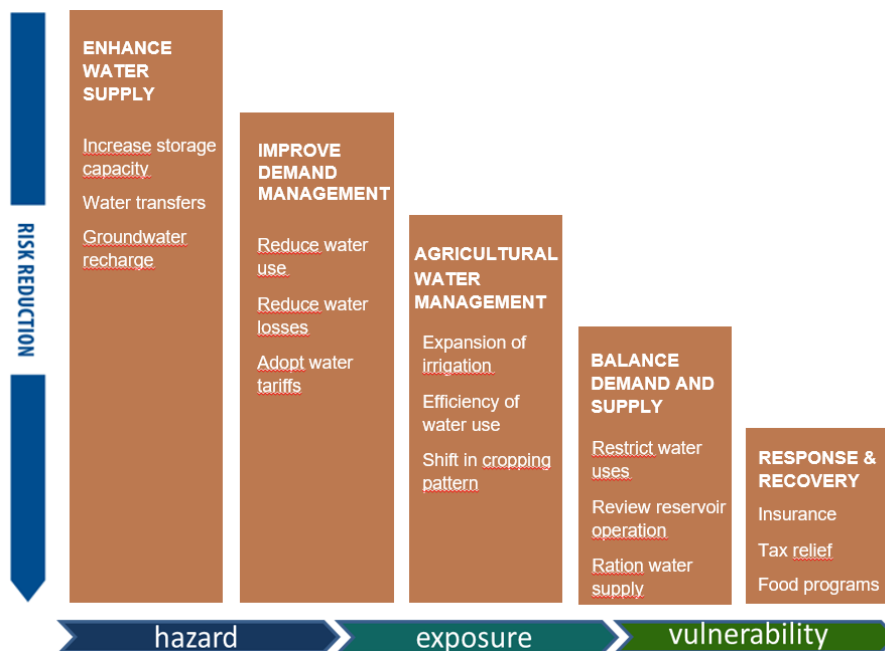 RISK REDUCTION
ENHANCE
WATER
SUPPLY
Increase storage
capacity
Water transfers
Groundwater
recharge
IMPROVE
DEMAND
MANAGEMENT
Reduce water
use
Reduce water
losses
Adopt water
tariffs
AGRICULTURAL
WATER
MANAGEMENT
Expansion of
irrigation
Efficiency of
water use
Shift in cropping
pattern
BALANCE
DEMAND AND
SUPPLY
Restrict water
uses
Review reservoir
operation
Ration water
supply
RESPONSE &
RECOVERY
Insurance
Tax relief
Food programs
hazard
exposure
vulnerability